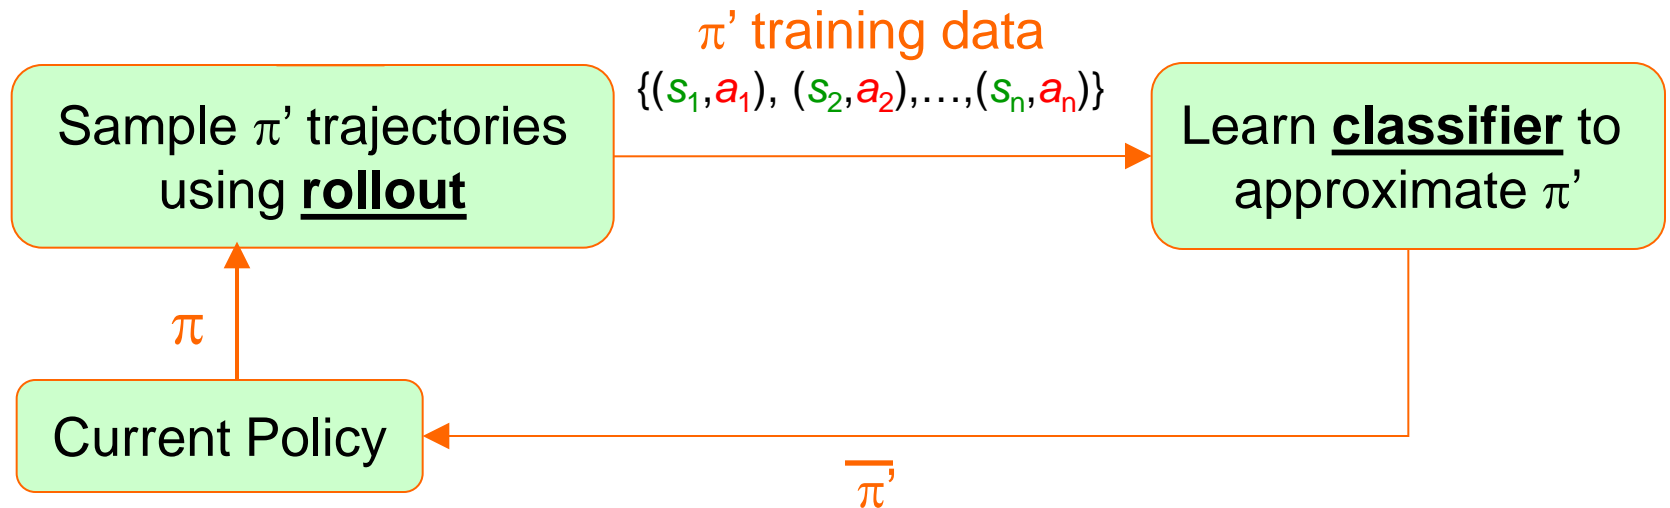 π’ training data
{(s₁,a₁), (s₂,a₂),…,(sₙ,aₙ)}
Sample π’ trajectories
using rollout
Learn classifier to
approximate π’
π
Current Policy
π̅’